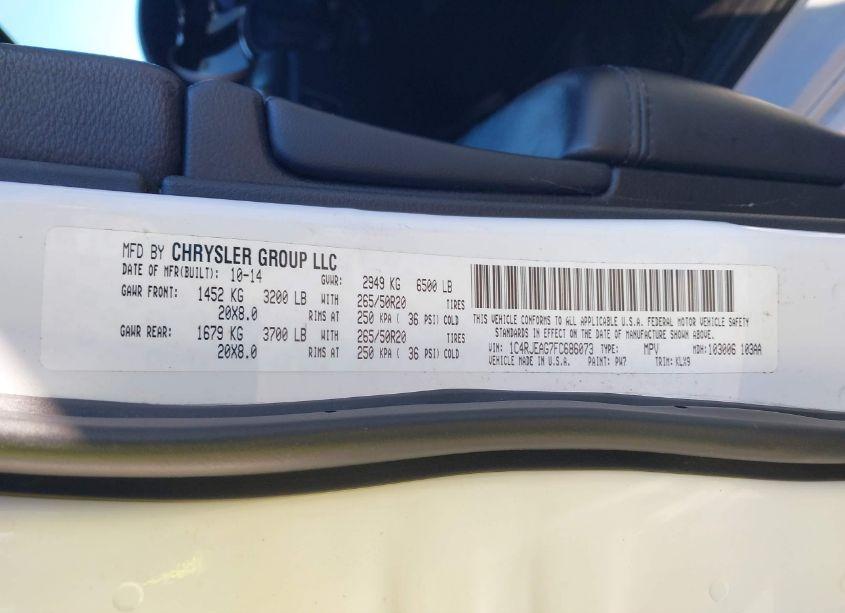 MFD BY CHRYSLER GROUP LLC
DATE OF MFR(BUILT): 10-14 GVWR: 2949 KG 6500 LB
GAWR FRONT: 1452 KG 3200 LB WITH 265/50R20 TIRES
20X8.0 RIMS AT 250 KPA ( 36 PSI) COLD
GAWR REAR: 1679 KG 3700 LB WITH 265/50R20 TIRES
20X8.0 RIMS AT 250 KPA ( 36 PSI) COLD
THIS VEHICLE CONFORMS TO ALL APPLICABLE U.S.A. FEDERAL MOTOR VEHICLE SAFETY
STANDARDS IN EFFECT ON THE DATE OF MANUFACTURE SHOWN ABOVE.
VIN: 1C4RJEAG7FC686073 TYPE: MPV MDH: 103006 103AA
VEHICLE MADE IN U.S.A. PAINT: PW7 TRIM: KLX9